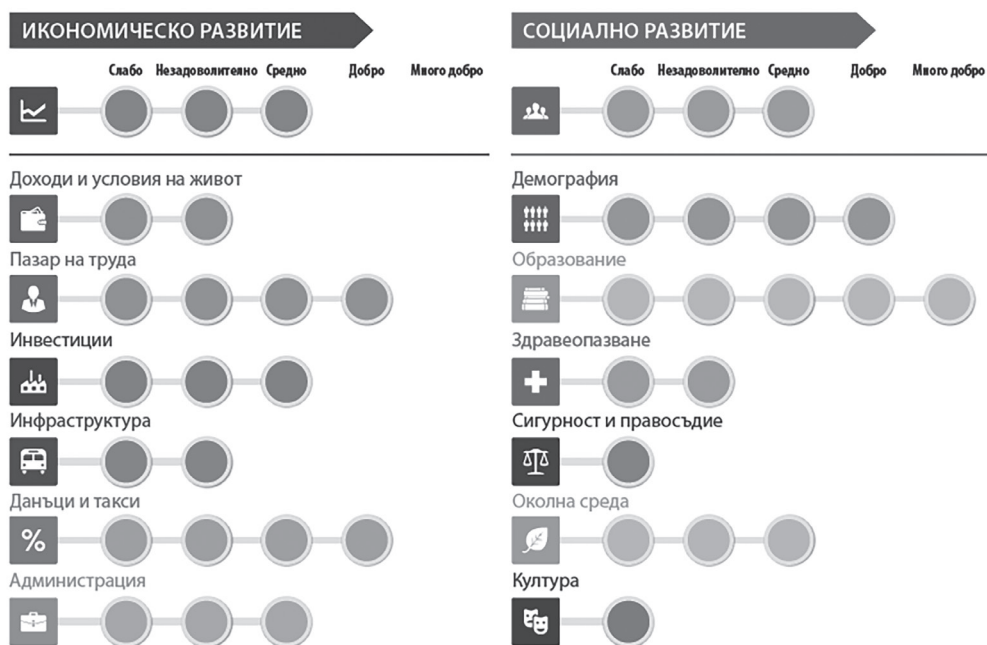 ИКОНОМИЧЕСКО РАЗВИТИЕ
Слабо Незадоволително Средно Добро Много добро
Доходи и условия на живот
Пазар на труда
Инвестиции
Инфраструктура
Данъци и такси
%
Администрация
СОЦИАЛНО РАЗВИТИЕ
Слабо Незадоволително Средно Добро Много добро
Демография
Образование
Здравеопазване
Сигурност и правосъдие
Околна среда
Култура